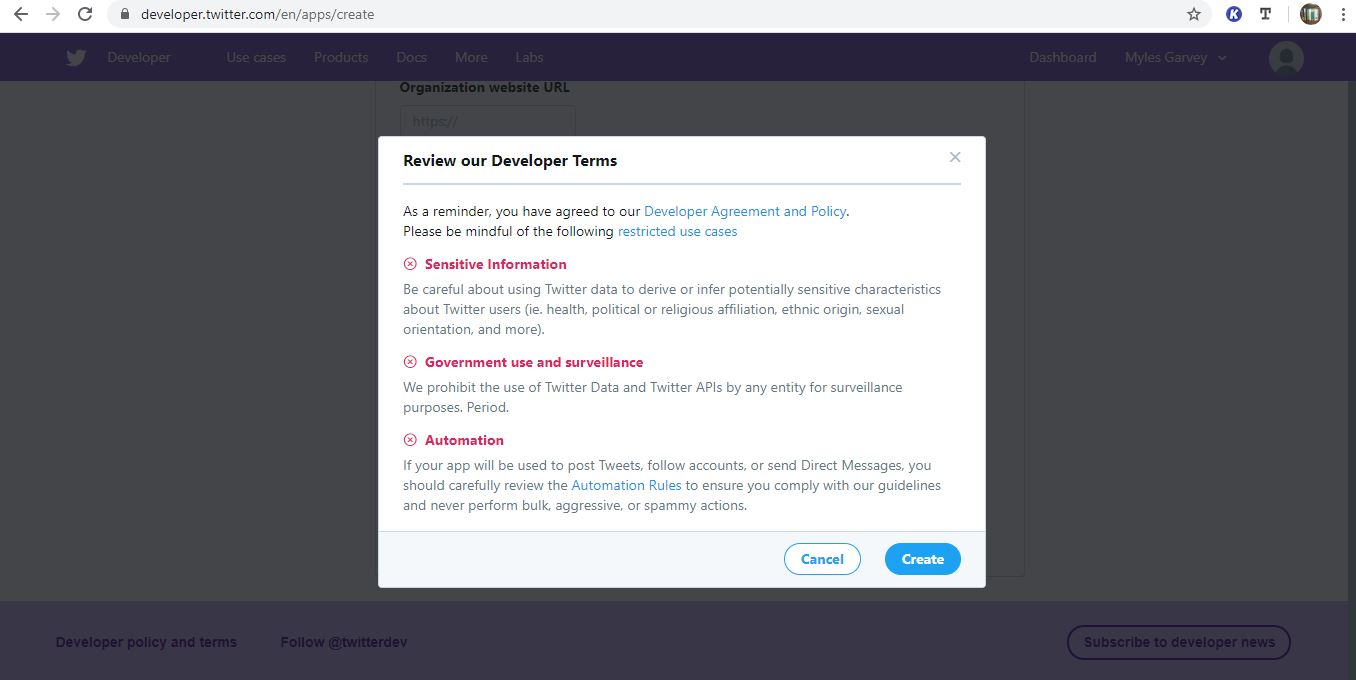 developer.twitter.com/en/apps/create
K T
Developer Use cases Products Docs More Labs Dashboard Myles Garvey
Organization website URL
https://
Review our Developer Terms
As a reminder, you have agreed to our Developer Agreement and Policy.
Please be mindful of the following restricted use cases
Sensitive Information
Be careful about using Twitter data to derive or infer potentially sensitive characteristics
about Twitter users (ie. health, political or religious affiliation, ethnic origin, sexual
orientation, and more).
Government use and surveillance
We prohibit the use of Twitter Data and Twitter APIs by any entity for surveillance
purposes. Period.
Automation
If your app will be used to post Tweets, follow accounts, or send Direct Messages, you
should carefully review the Automation Rules to ensure you comply with our guidelines
and never perform bulk, aggressive, or spammy actions.
Cancel Create
Developer policy and terms Follow @twitterdev Subscribe to developer news